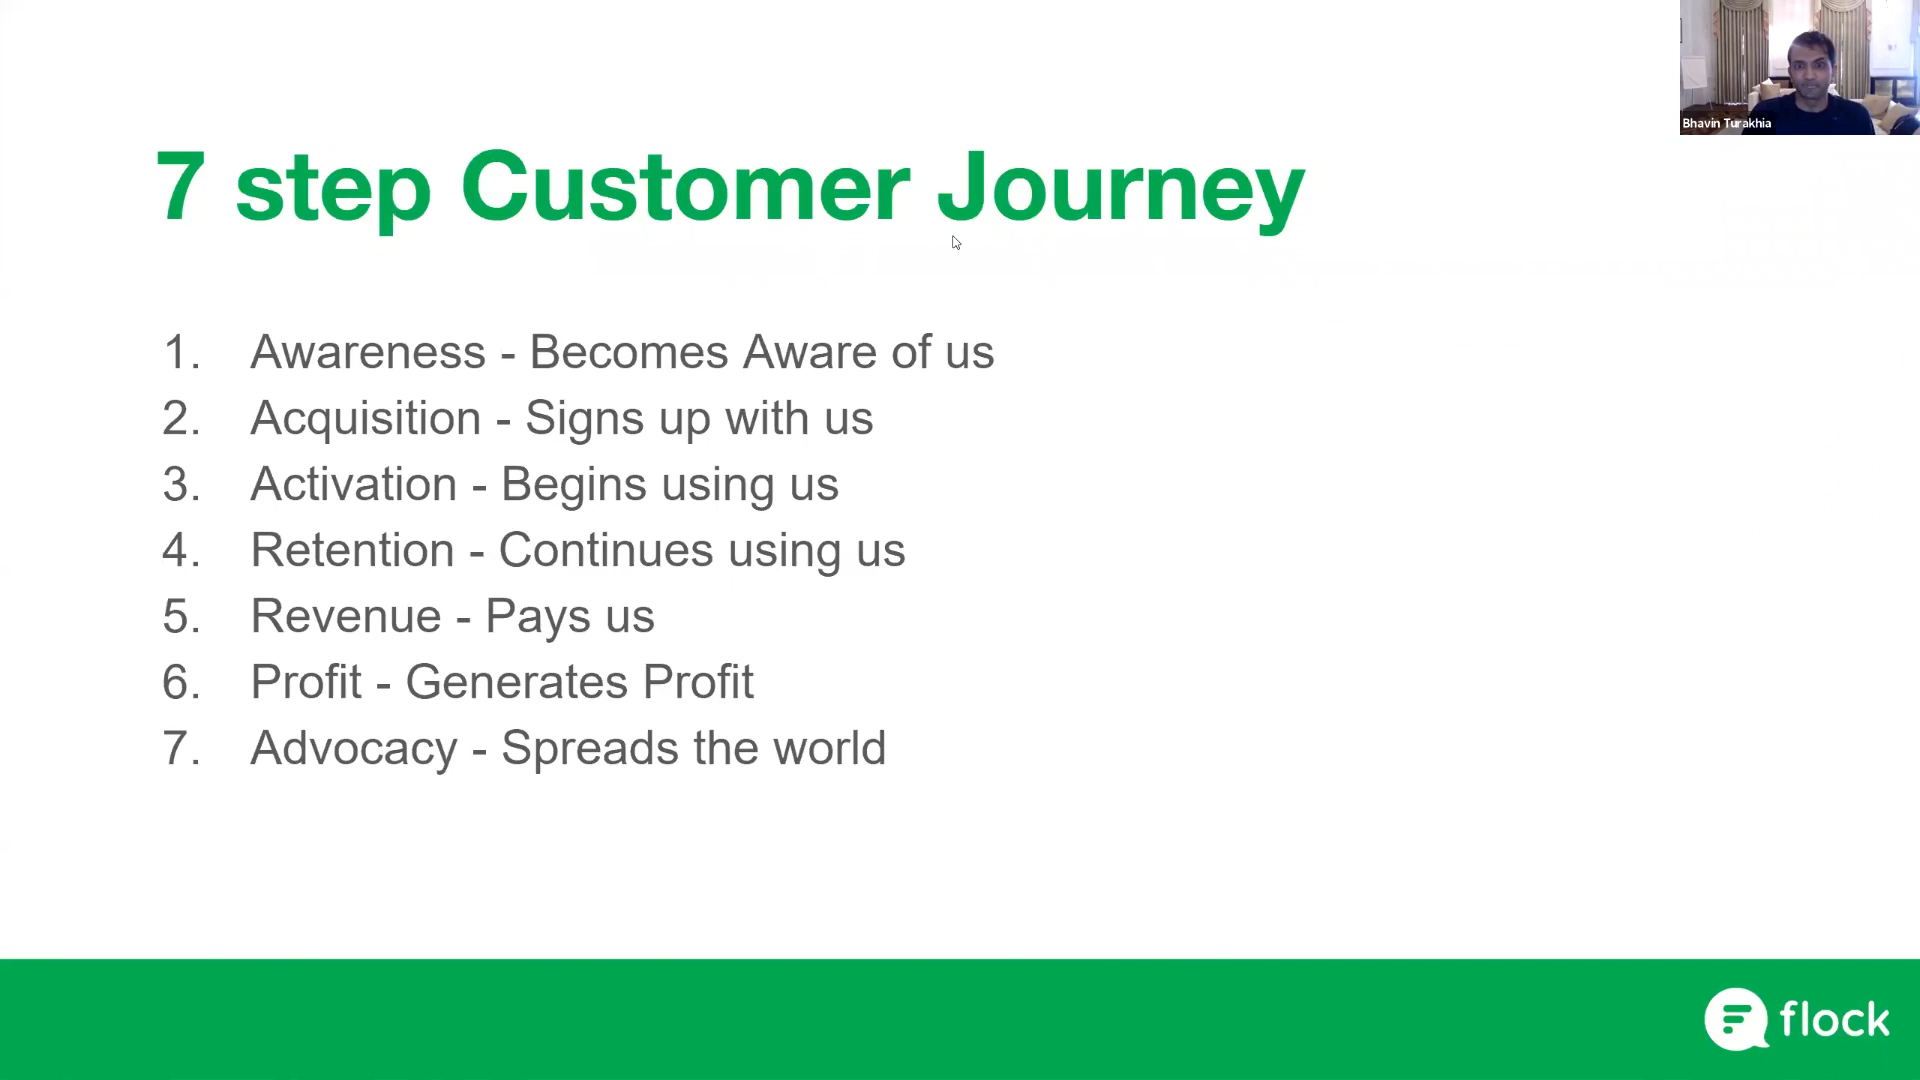 Bhavin Turakhia
7 step Customer Journey
1. Awareness - Becomes Aware of us
2. Acquisition - Signs up with us
3. Activation - Begins using us
4. Retention - Continues using us
5. Revenue - Pays us
6. Profit - Generates Profit
7. Advocacy - Spreads the world
flock